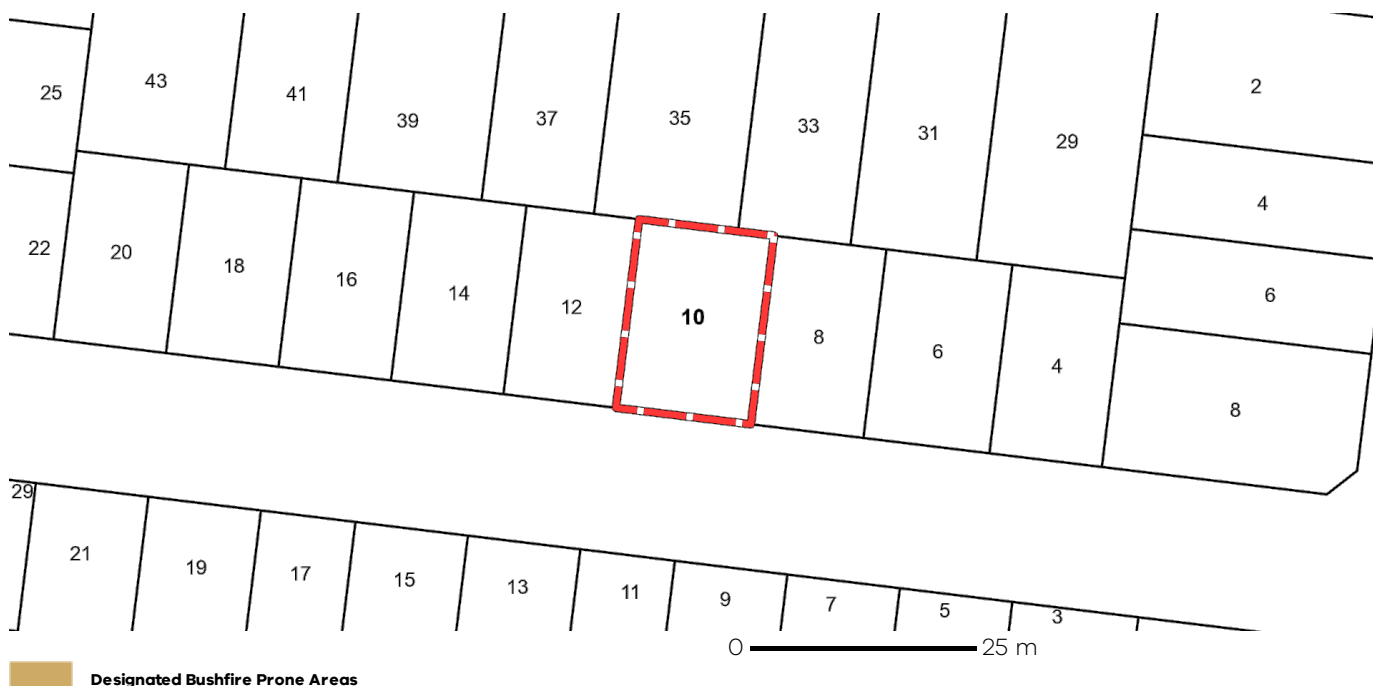 43 41 39 37 35 33 31 29 2
25
4
22 20 18 16 14 12 10 8 6 4 6
8
29 21 19 17 15 13 11 9 7 5 3
0 25 m
Designated Bushfire Prone Areas